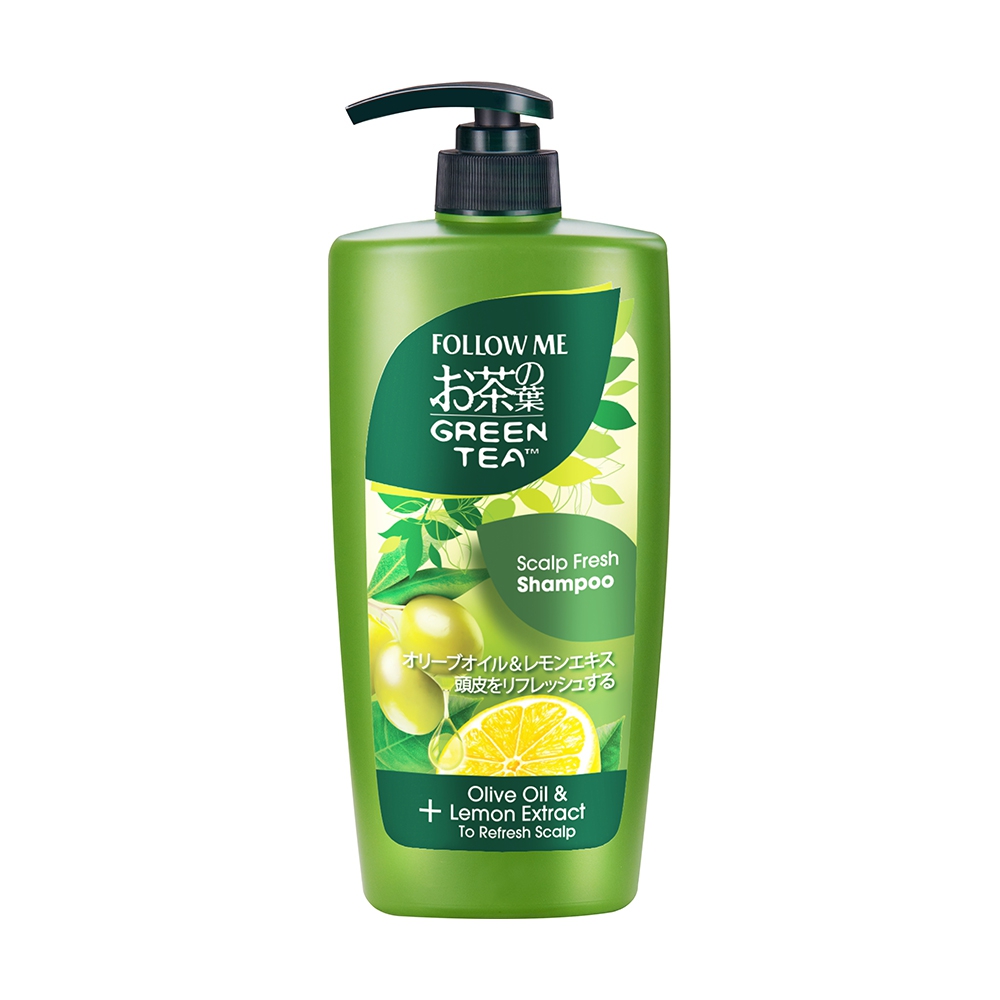 FOLLOW ME
お茶の葉
GREEN
TEA™
Scalp Fresh
Shampoo
オリーブオイル&レモンエキス
頭皮をリフレッシュする
Olive Oil &
+ Lemon Extract
To Refresh Scalp